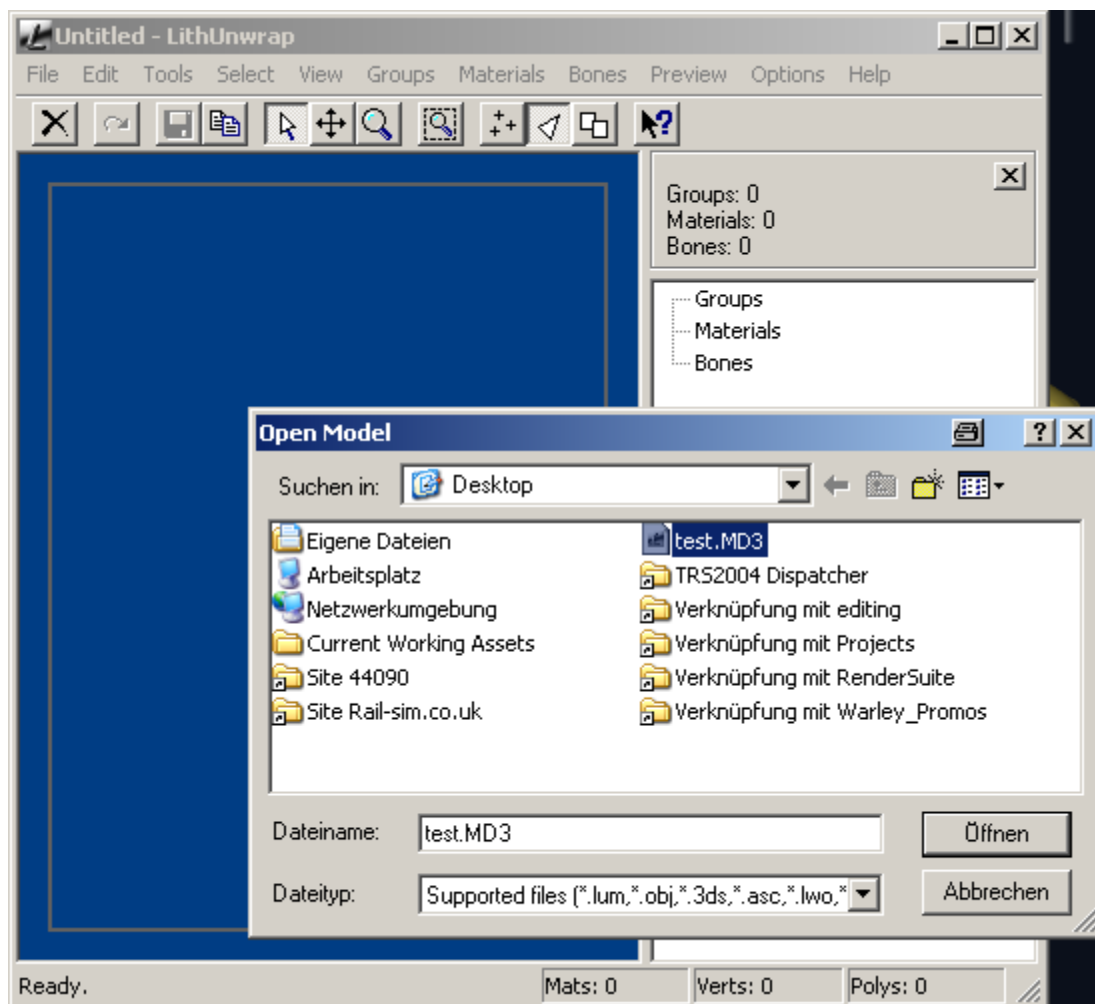 Untitled - LithUnwrap
File Edit Tools Select View Groups Materials Bones Preview Options Help
Groups: 0
Materials: 0
Bones: 0
Groups
Materials
Bones
Open Model
Suchen in: Desktop
Eigene Dateien
Arbeitsplatz
Netzwerkumgebung
Current Working Assets
Site 44090
Site Rail-sim.co.uk
test.MD3
TRS2004 Dispatcher
Verknüpfung mit editing
Verknüpfung mit Projects
Verknüpfung mit RenderSuite
Verknüpfung mit Warley_Promos
Dateiname: test.MD3 Öffnen
Dateityp: Supported files (*.lum,*.obj,*.3ds,*.asc,*.lwo,* Abbrechen
Ready. Mats: 0 Verts: 0 Polys: 0